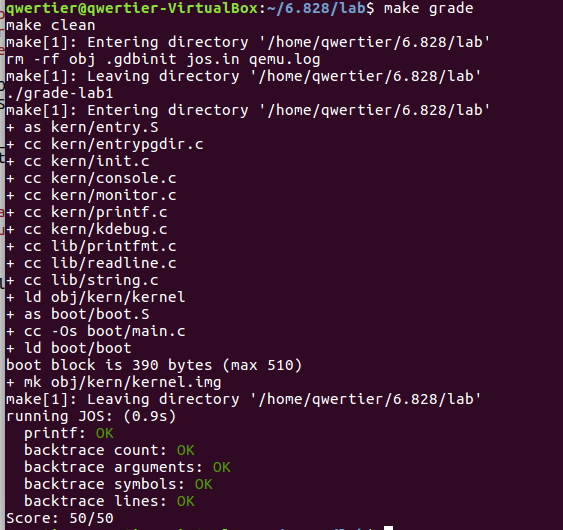 qwertier@qwertier-VirtualBox:~/6.828/lab$ make grade
make clean
make[1]: Entering directory '/home/qwertier/6.828/lab'
rm -rf obj .gdbinit jos.in qemu.log
make[1]: Leaving directory '/home/qwertier/6.828/lab'
./grade-lab1
make[1]: Entering directory '/home/qwertier/6.828/lab'
+ as kern/entry.S
+ cc kern/entrypgdir.c
+ cc kern/init.c
+ cc kern/console.c
+ cc kern/monitor.c
+ cc kern/printf.c
+ cc kern/kdebug.c
+ cc lib/printfmt.c
+ cc lib/readline.c
+ cc lib/string.c
+ ld obj/kern/kernel
+ as boot/boot.S
+ cc -Os boot/main.c
+ ld boot/boot
boot block is 390 bytes (max 510)
+ mk obj/kern/kernel.img
make[1]: Leaving directory '/home/qwertier/6.828/lab'
running JOS: (0.9s)
  printf: OK
  backtrace count: OK
  backtrace arguments: OK
  backtrace symbols: OK
  backtrace lines: OK
Score: 50/50